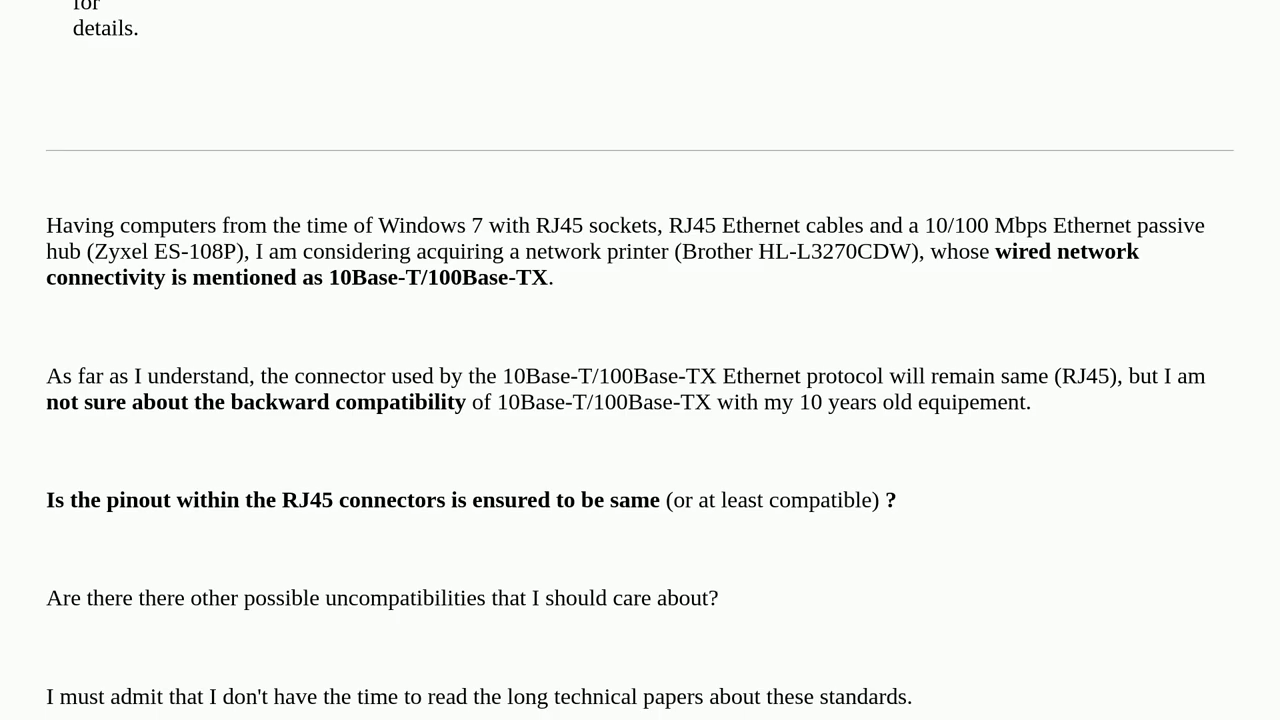 for
details.
Having computers from the time of Windows 7 with RJ45 sockets, RJ45 Ethernet cables and a 10/100 Mbps Ethernet passive
hub (Zyxel ES-108P), I am considering acquiring a network printer (Brother HL-L3270CDW), whose wired network
connectivity is mentioned as 10Base-T/100Base-TX.
As far as I understand, the connector used by the 10Base-T/100Base-TX Ethernet protocol will remain same (RJ45), but I am
not sure about the backward compatibility of 10Base-T/100Base-TX with my 10 years old equipement.
Is the pinout within the RJ45 connectors is ensured to be same (or at least compatible) ?
Are there there other possible uncompatibilities that I should care about?
I must admit that I don't have the time to read the long technical papers about these standards.